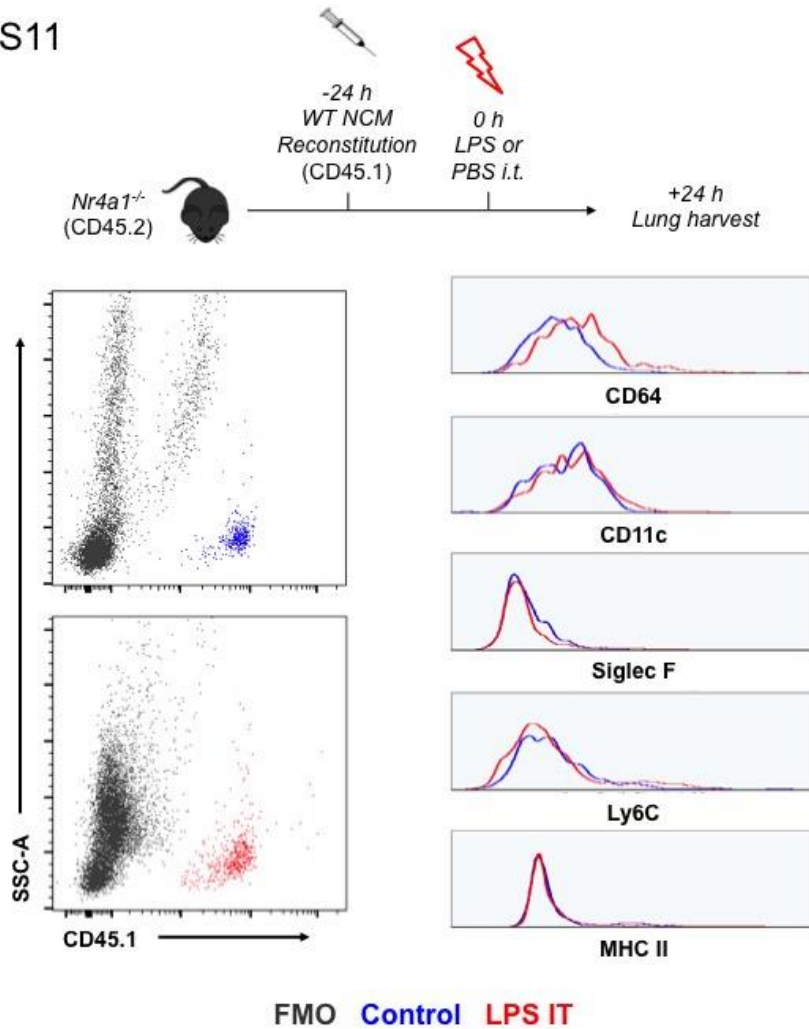 S11
-24 h
WT NCM
Reconstitution
(CD45.1)
0 h
LPS or
PBS i.t.
Nr4a1-/-
(CD45.2)
+24 h
Lung harvest
SSC-A
CD45.1
CD64
CD11c
Siglec F
Ly6C
MHC II
FMO Control LPS IT